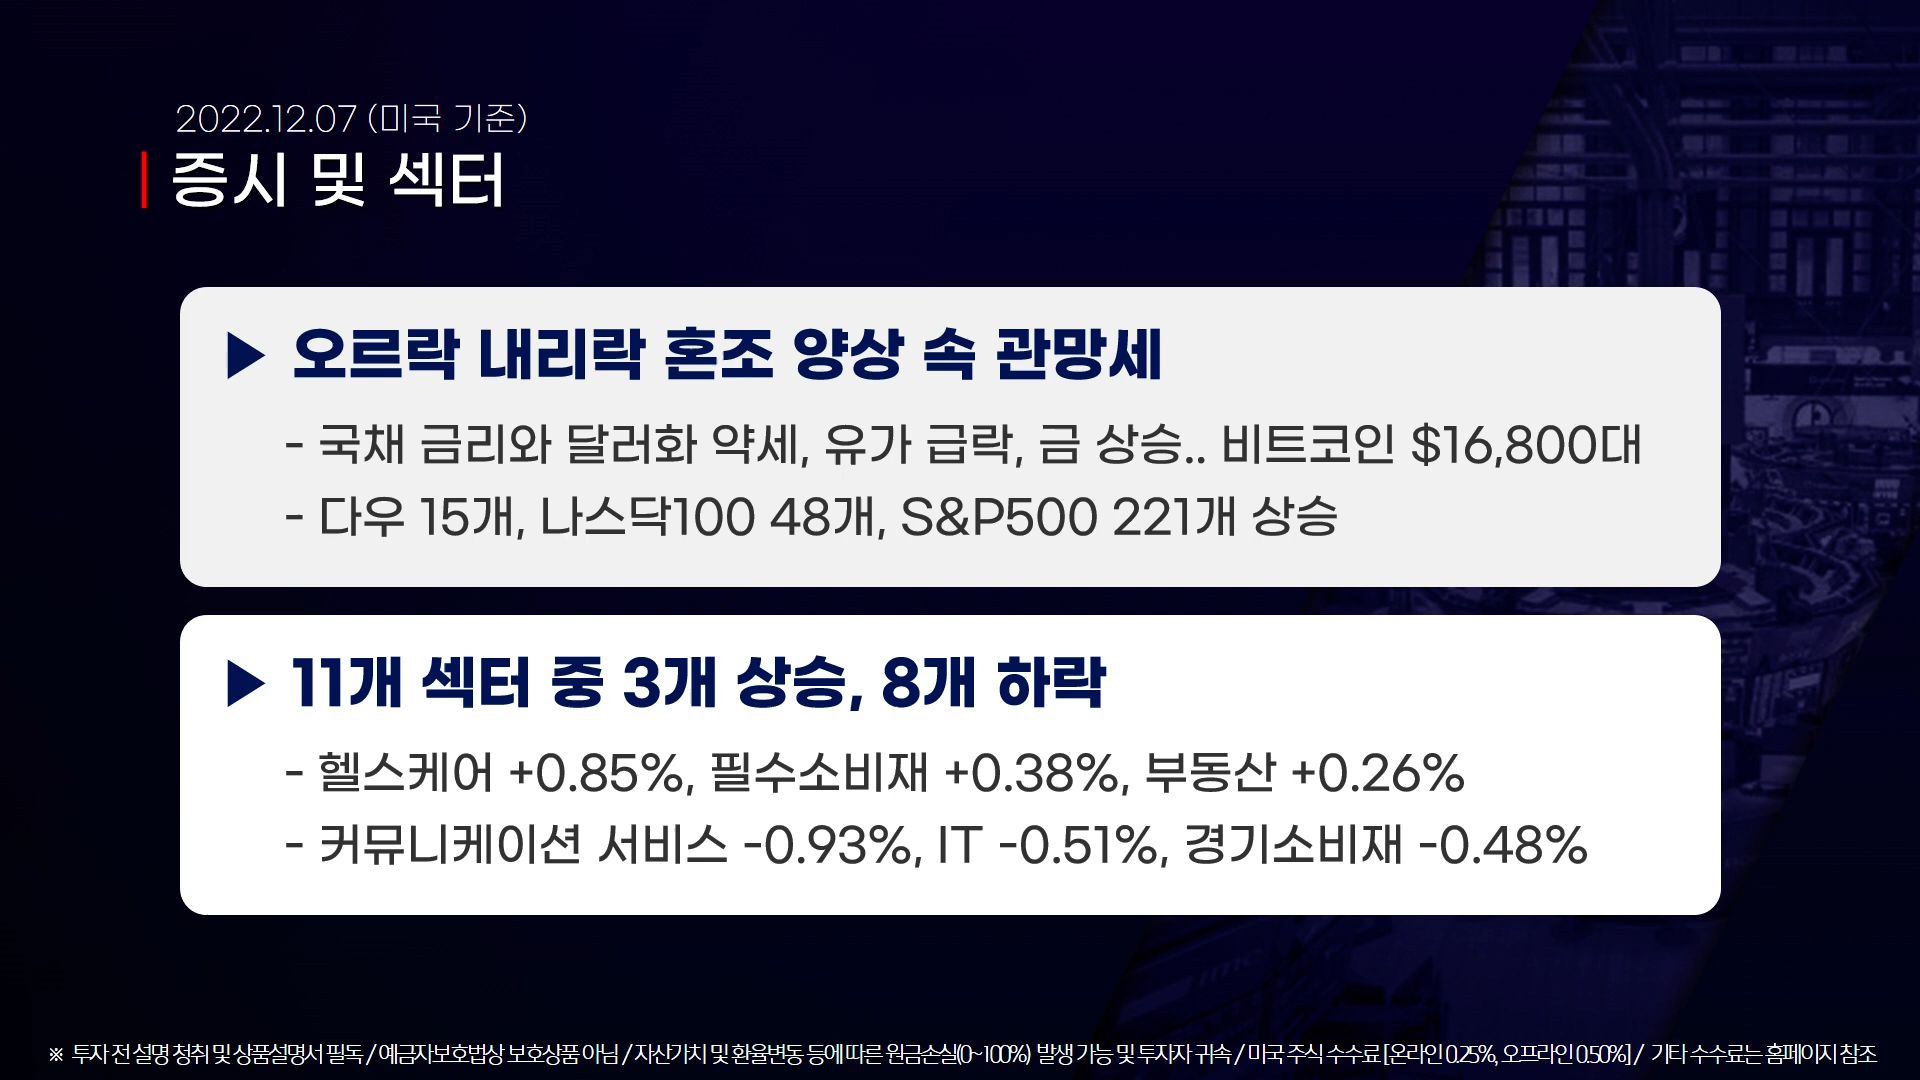 2022.12.07 (미국 기준)
증시 및 섹터
▶ 오르락 내리락 혼조 양상 속 관망세
- 국채 금리와 달러화 약세, 유가 급락, 금 상승.. 비트코인 $16,800대
- 다우 15개, 나스닥100 48개, S&P500 221개 상승
▶ 11개 섹터 중 3개 상승, 8개 하락
- 헬스케어 +0.85%, 필수소비재 +0.38%, 부동산 +0.26%
- 커뮤니케이션 서비스 -0.93%, IT -0.51%, 경기소비재 -0.48%
※ 투자 전 설명 청취 및 상품설명서 필독 / 예금자보호법상 보호상품 아님 / 자산가치 및 환율변동 등에 따른 원금손실(0~100%) 발생 가능 및 투자자 귀속 / 미국 주식 수수료 [온라인 0.25%, 오프라인 0.50%] / 기타 수수료는 홈페이지 참조